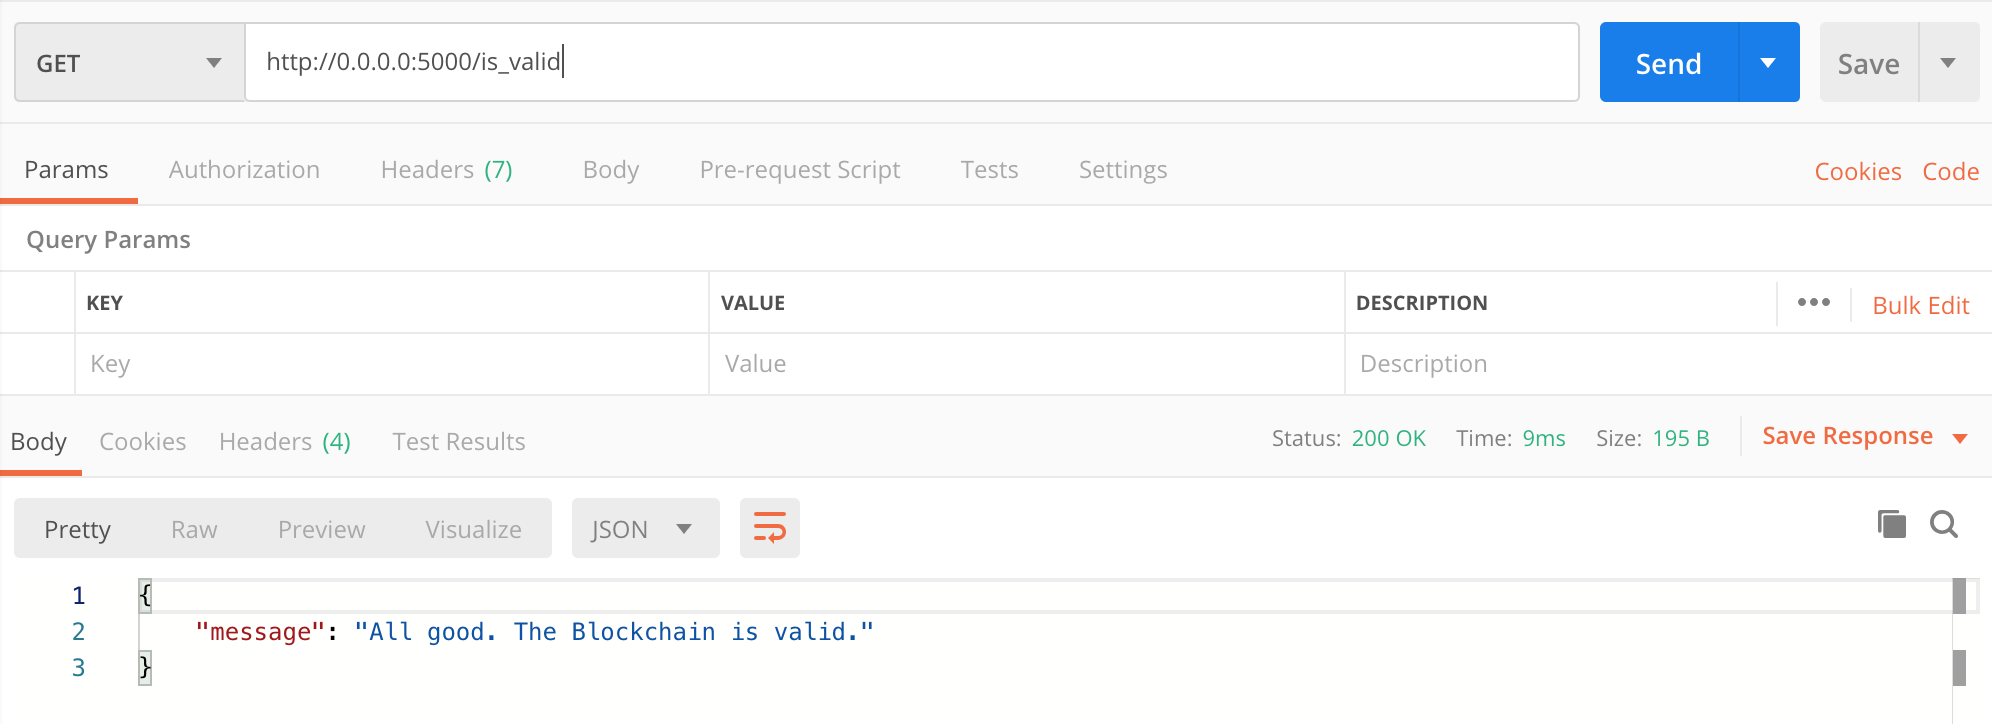 GET http://0.0.0.0:5000/is_valid Send Save
Params Authorization Headers (7) Body Pre-request Script Tests Settings Cookies Code
Query Params
KEY VALUE DESCRIPTION ••• Bulk Edit
Key Value Description
Body Cookies Headers (4) Test Results Status: 200 OK Time: 9ms Size: 195 B Save Response
Pretty Raw Preview Visualize JSON
1 {
2 "message": "All good. The Blockchain is valid."
3 }